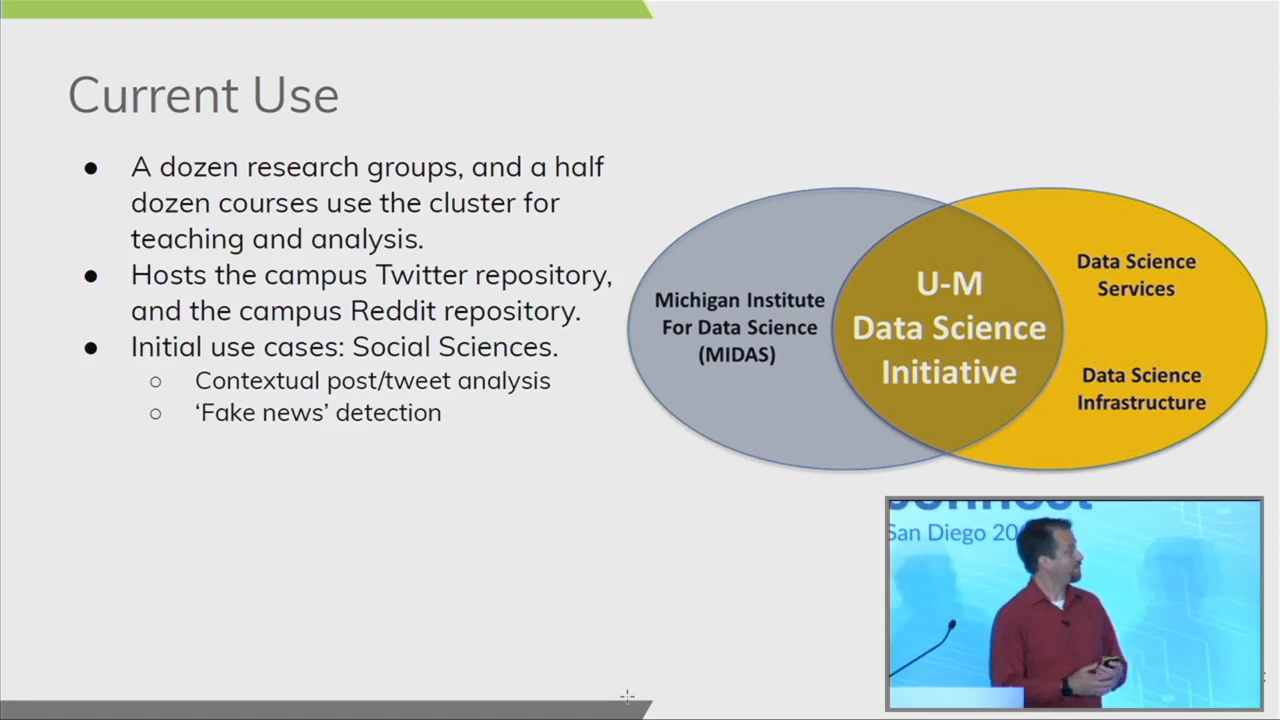 Current Use
● A dozen research groups, and a half
dozen courses use the cluster for
teaching and analysis.
● Hosts the campus Twitter repository,
and the campus Reddit repository.
● Initial use cases: Social Sciences.
○ Contextual post/tweet analysis
○ ‘Fake news’ detection
Michigan Institute
For Data Science
(MIDAS)
U-M
Data Science
Initiative
Data Science
Services
Data Science
Infrastructure
connect
San Diego